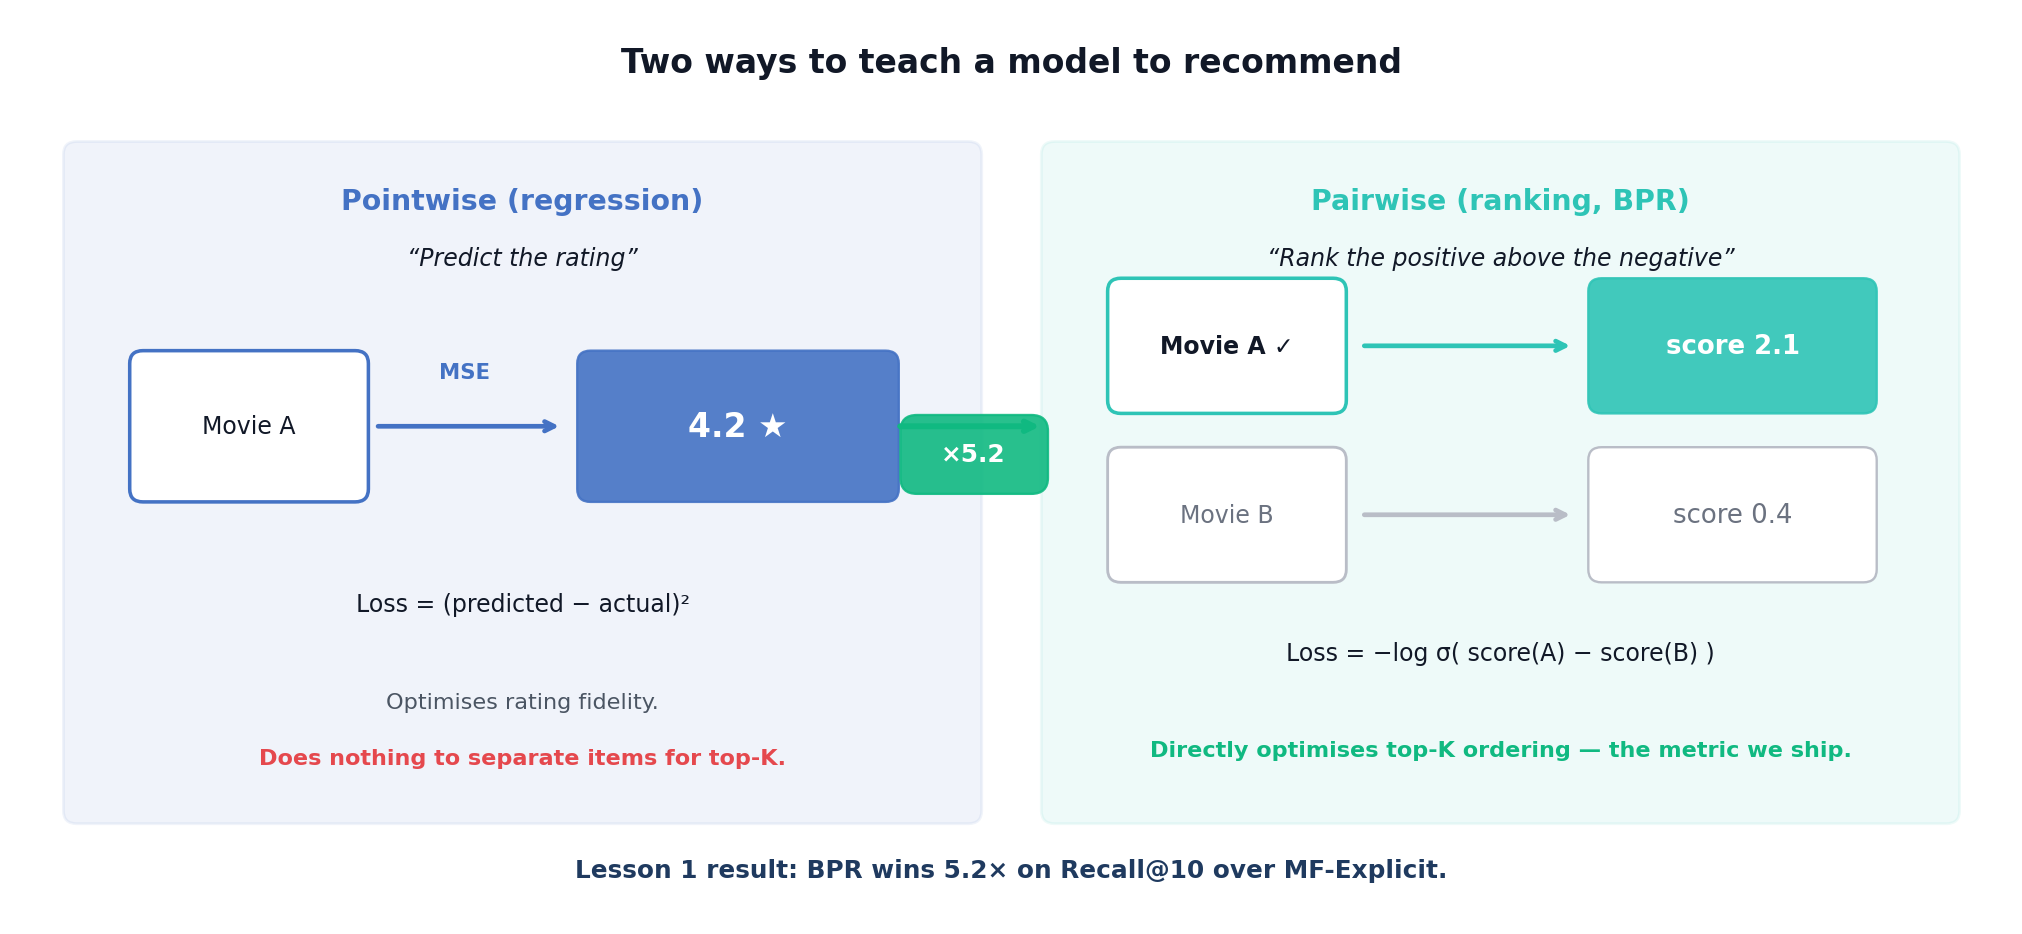 Two ways to teach a model to recommend
Pointwise (regression)
“Predict the rating”
Movie A
MSE
4.2 ★
Loss = (predicted − actual)²
Optimises rating fidelity.
Does nothing to separate items for top-K.
×5.2
Pairwise (ranking, BPR)
“Rank the positive above the negative”
Movie A ✓
score 2.1
Movie B
score 0.4
Loss = −log σ( score(A) − score(B) )
Directly optimises top-K ordering — the metric we ship.
Lesson 1 result: BPR wins 5.2× on Recall@10 over MF-Explicit.